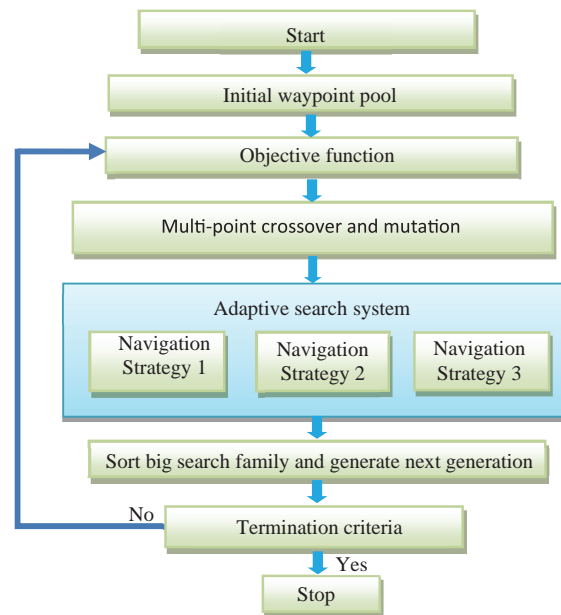 Start
Initial waypoint pool
Objective function
Multi-point crossover and mutation
Adaptive search system
Navigation
Strategy 1
Navigation
Strategy 2
Navigation
Strategy 3
Sort big search family and generate next generation
No
Termination criteria
Yes
Stop